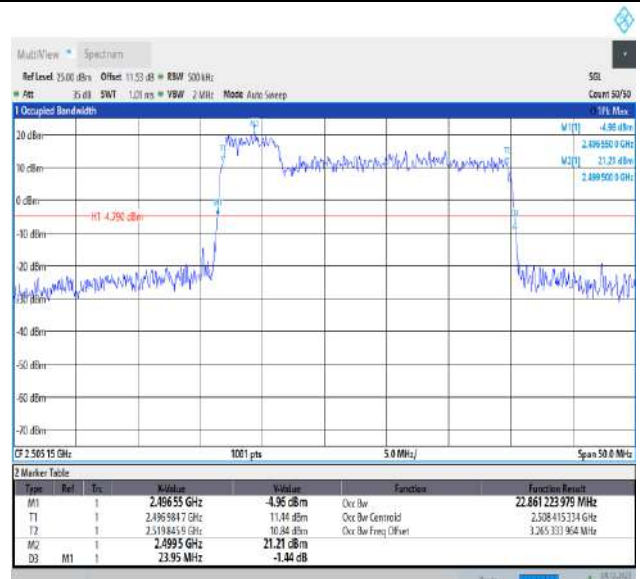 MultiView Spectrum
Ref Level 25.00 dBm Offset 11.53 dB RBW 500 kHz SGL
Att 35 dB SWT 1.01 ms VBW 2 MHz Mode Auto Sweep Count 50/50
1 Occupied Bandwidth 1Pk Max
M1[1] -4.96 dBm
2.496550 0 GHz
M2[1] 21.21 dBm
2.499500 0 GHz
20 dBm
10 dBm
0 dBm
H1 -4.790 dBm
-10 dBm
-20 dBm
-30 dBm
-40 dBm
-50 dBm
-60 dBm
-70 dBm
CF 2.505 15 GHz 1001 pts 5.0 MHz/ Span 50.0 MHz
2 Marker Table
Type Ref Trc X-Value Y-Value Function Function Result
M1 1 2.496 55 GHz -4.96 dBm Occ Bw 22.861 223 979 MHz
T1 1 2.496 984 7 GHz 11.44 dBm Occ Bw Centroid 2.508 415 334 GHz
T2 1 2.519 845 9 GHz 10.84 dBm Occ Bw Freq Offset 3.265 333 964 MHz
M2 1 2.499 5 GHz 21.21 dBm
D3 M1 1 23.95 MHz -1.44 dB